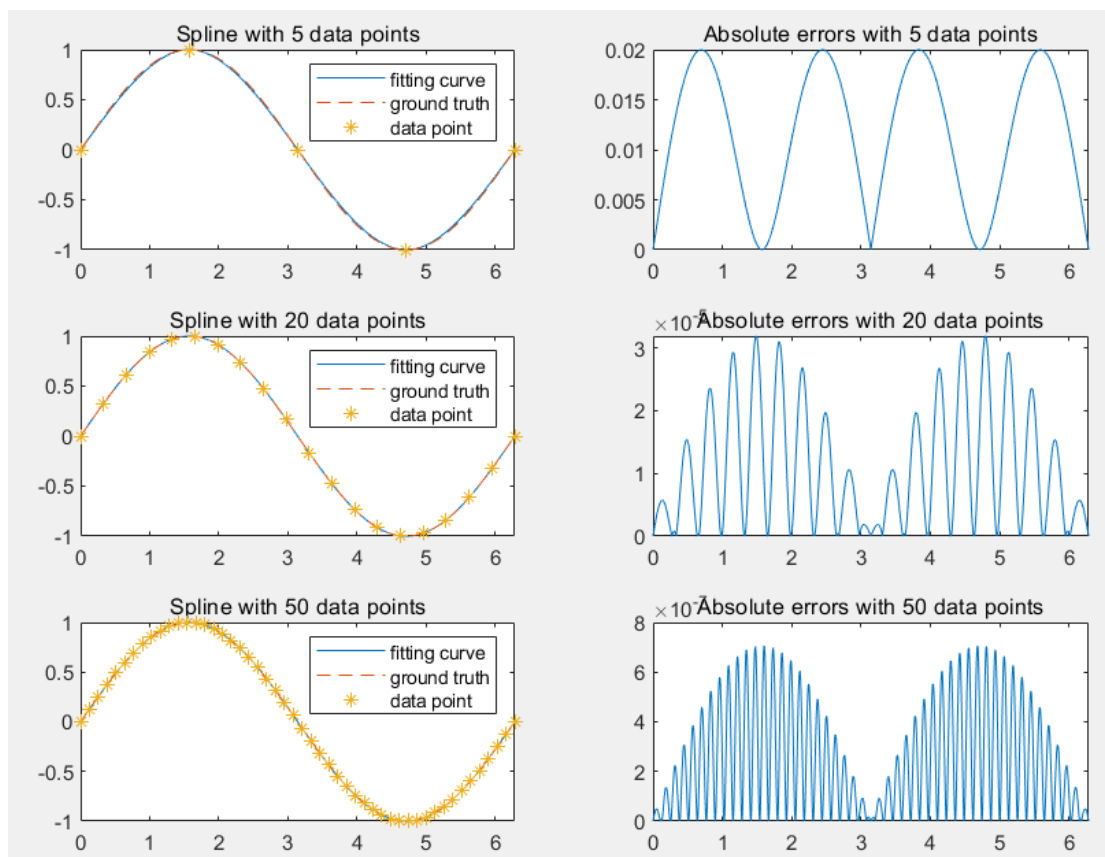 Spline with 5 data points
1
0.5
0
-0.5
-1
0 1 2 3 4 5 6
fitting curve
ground truth
data point
Absolute errors with 5 data points
0.02
0.015
0.01
0.005
0
0 1 2 3 4 5 6
Spline with 20 data points
1
0.5
0
-0.5
-1
0 1 2 3 4 5 6
fitting curve
ground truth
data point
×10
Absolute errors with 20 data points
3
2
1
0
0 1 2 3 4 5 6
Spline with 50 data points
1
0.5
0
-0.5
-1
0 1 2 3 4 5 6
fitting curve
ground truth
data point
×10
Absolute errors with 50 data points
8
6
4
2
0
0 1 2 3 4 5 6